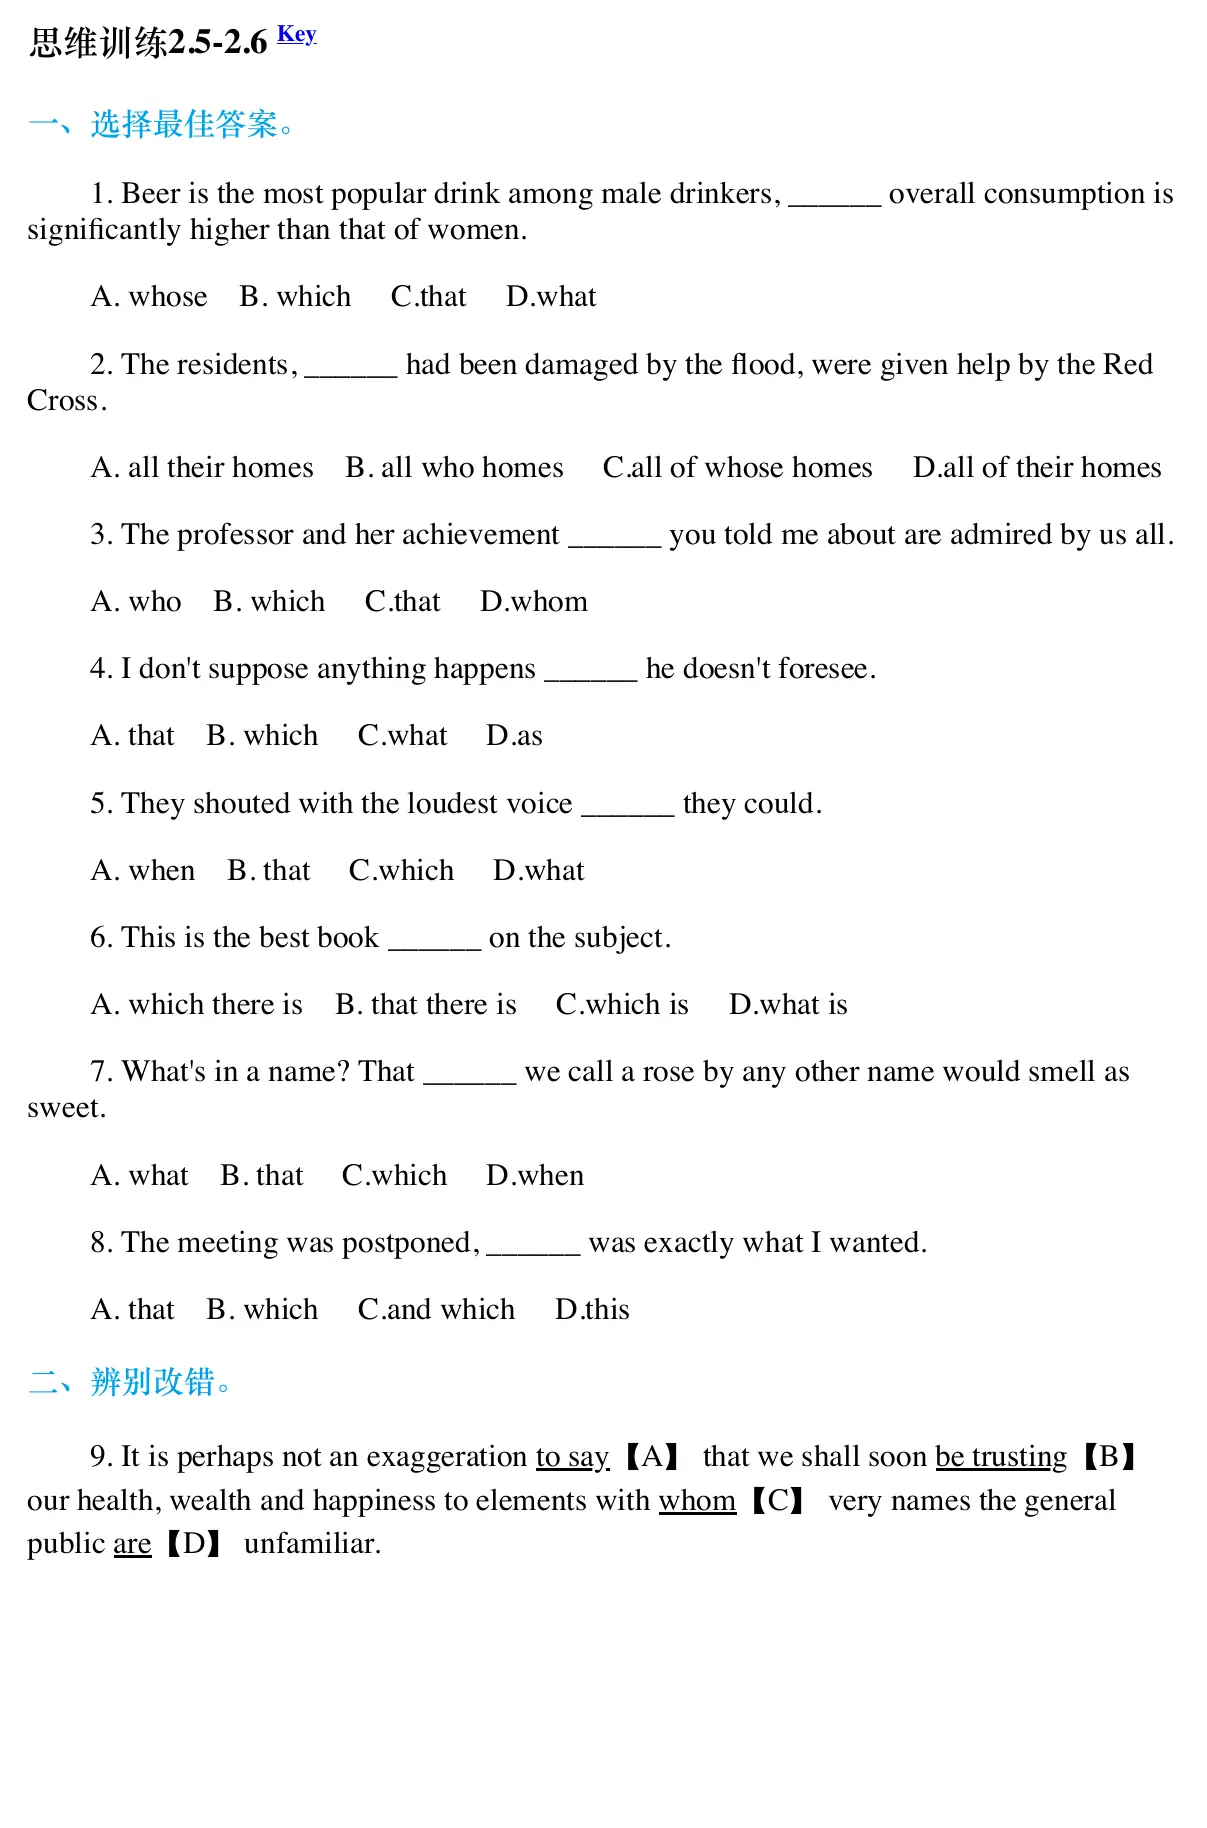 思维训练2.5-2.6 Key
一、选择最佳答案。
1. Beer is the most popular drink among male drinkers, ______ overall consumption is
significantly higher than that of women.
A. whose B. which C.that D.what
2. The residents, ______ had been damaged by the flood, were given help by the Red
Cross.
A. all their homes B. all who homes C.all of whose homes D.all of their homes
3. The professor and her achievement ______ you told me about are admired by us all.
A. who B. which C.that D.whom
4. I don't suppose anything happens ______ he doesn't foresee.
A. that B. which C.what D.as
5. They shouted with the loudest voice ______ they could.
A. when B. that C.which D.what
6. This is the best book ______ on the subject.
A. which there is B. that there is C.which is D.what is
7. What's in a name? That ______ we call a rose by any other name would smell as
sweet.
A. what B. that C.which D.when
8. The meeting was postponed, ______ was exactly what I wanted.
A. that B. which C.and which D.this
二、辨别改错。
9. It is perhaps not an exaggeration to say【A】 that we shall soon be trusting【B】
our health, wealth and happiness to elements with whom【C】 very names the general
public are【D】 unfamiliar.